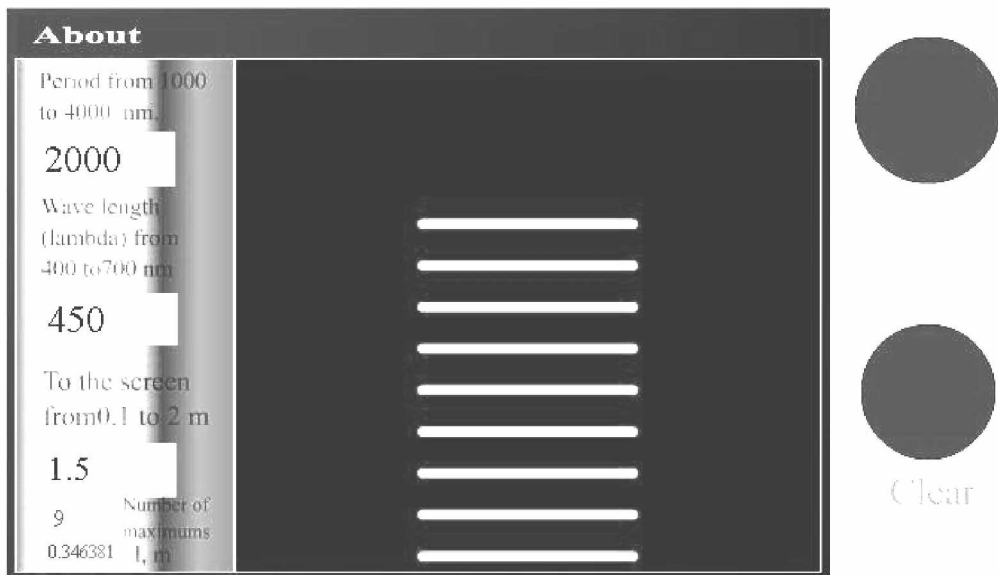 About
Period from 1000
to 4000 nm,
2000
Wave length
(lambda) from
400 to700 nm
450
To the screen
from0.1 to 2 m
1.5
9 Number of
maximums
0.346381 l, m
Clear